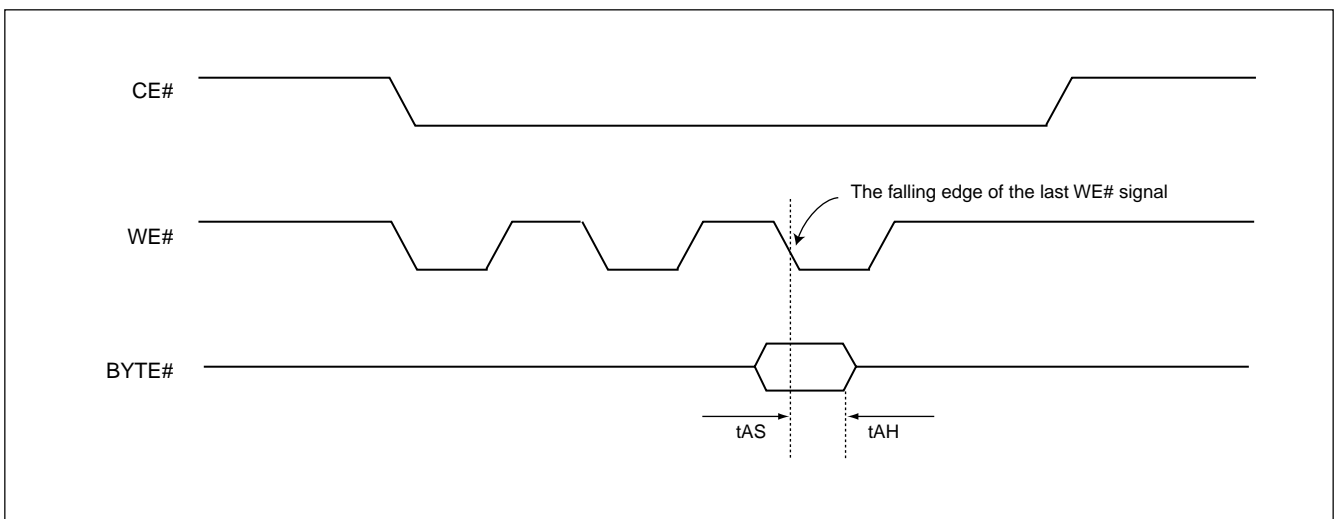 CE#
The falling edge of the last WE# signal
WE#
BYTE#
tAS
tAH